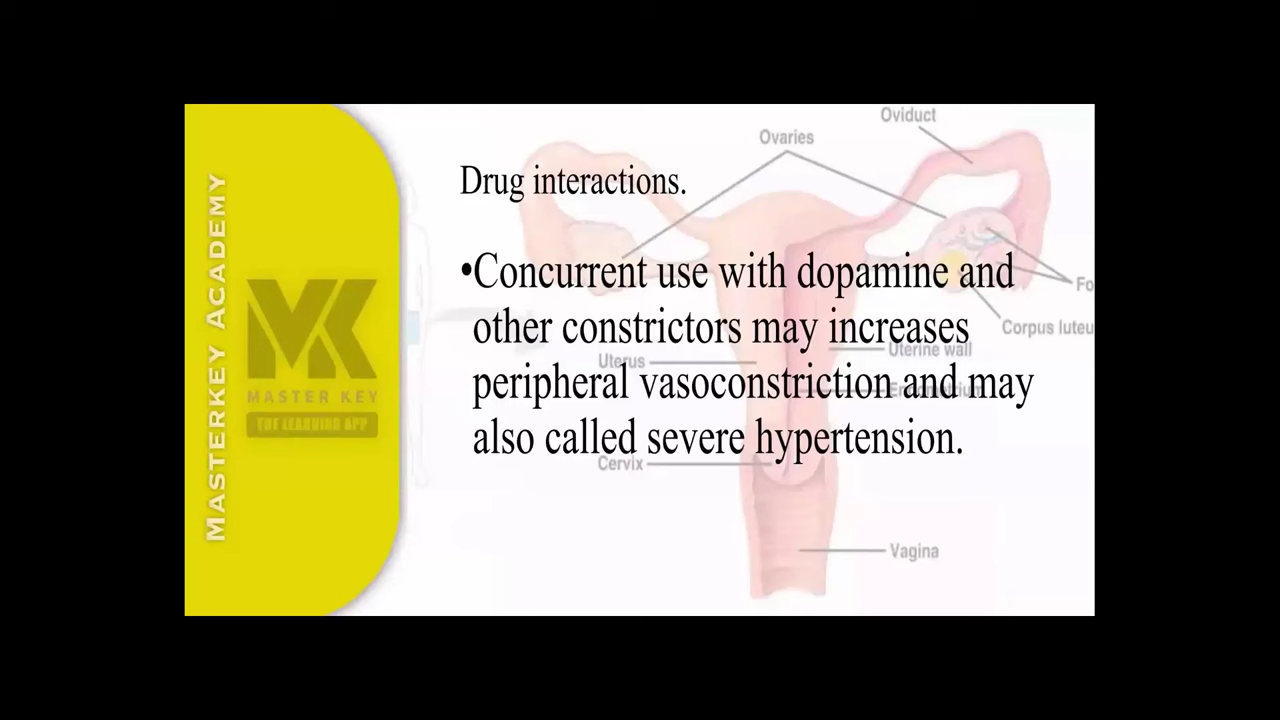 MASTERKEY ACADEMY
MASTER KEY
THE LEARNING APP
Oviduct
Ovaries
Drug interactions.
•Concurrent use with dopamine and
other constrictors may increases
peripheral vasoconstriction and may
also called severe hypertension.
Fo
Corpus luteu
Uterine wall
Uterus
Cervix
Vagina